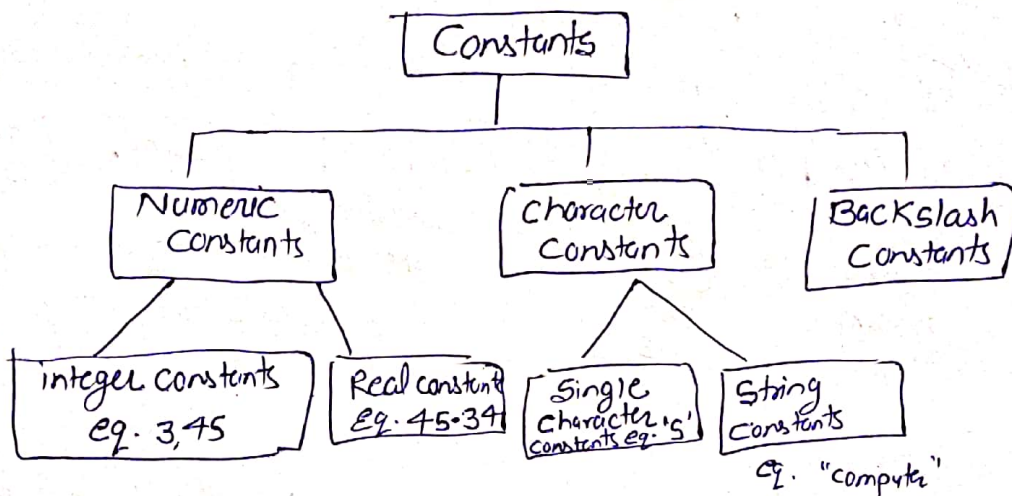 Constants
Numeric
Constants
Character
Constants
Backslash
Constants
integer constants
eg. 3,45
Real constant
eg. 45.34
Single
Character
constants eg. 'S'
String
Constants
eg. "computer"